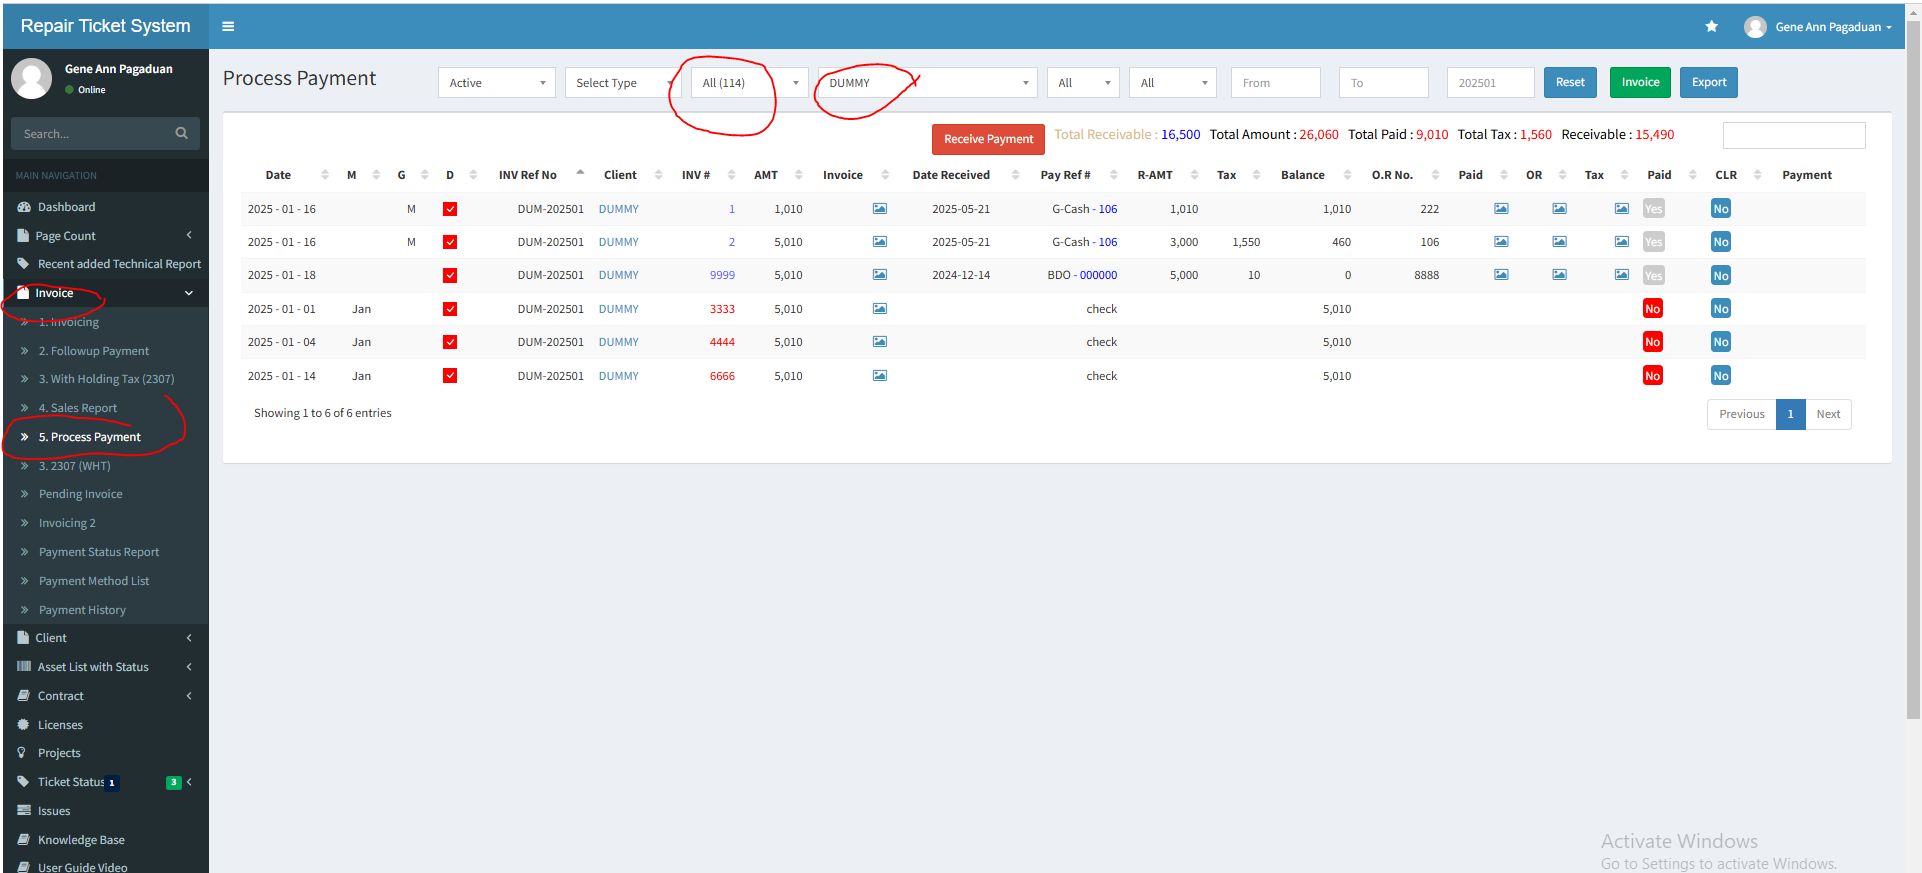 Repair Ticket System
Gene Ann Pagaduan
Gene Ann Pagaduan
Online
Search...
MAIN NAVIGATION
Dashboard
Page Count
Recent added Technical Report
Invoice
1. Invoicing
2. Followup Payment
3. With Holding Tax (2307)
4. Sales Report
5. Process Payment
3. 2307 (WHT)
Pending Invoice
Invoicing 2
Payment Status Report
Payment Method List
Payment History
Client
Asset List with Status
Contract
Licenses
Projects
Ticket Status 1 3
Issues
Knowledge Base
User Guide Video
Process Payment Active Select Type All (114) DUMMY All All From To 202501 Reset Invoice Export
Receive Payment Total Receivable : 16,500 Total Amount : 26,060 Total Paid : 9,010 Total Tax : 1,560 Receivable : 15,490
Date M G D INV Ref No Client INV # AMT Invoice Date Received Pay Ref # R-AMT Tax Balance O.R No. Paid OR Tax Paid CLR Payment
2025 - 01 - 16 M DUM-202501 DUMMY 1 1,010 2025-05-21 G-Cash - 106 1,010 1,010 222 Yes No
2025 - 01 - 16 M DUM-202501 DUMMY 2 5,010 2025-05-21 G-Cash - 106 3,000 1,550 460 106 Yes No
2025 - 01 - 18 DUM-202501 DUMMY 9999 5,010 2024-12-14 BDO - 000000 5,000 10 0 8888 Yes No
2025 - 01 - 01 Jan DUM-202501 DUMMY 3333 5,010 check 5,010 No No
2025 - 01 - 04 Jan DUM-202501 DUMMY 4444 5,010 check 5,010 No No
2025 - 01 - 14 Jan DUM-202501 DUMMY 6666 5,010 check 5,010 No No
Showing 1 to 6 of 6 entries
Previous 1 Next
Activate Windows
Go to Settings to activate Windows.